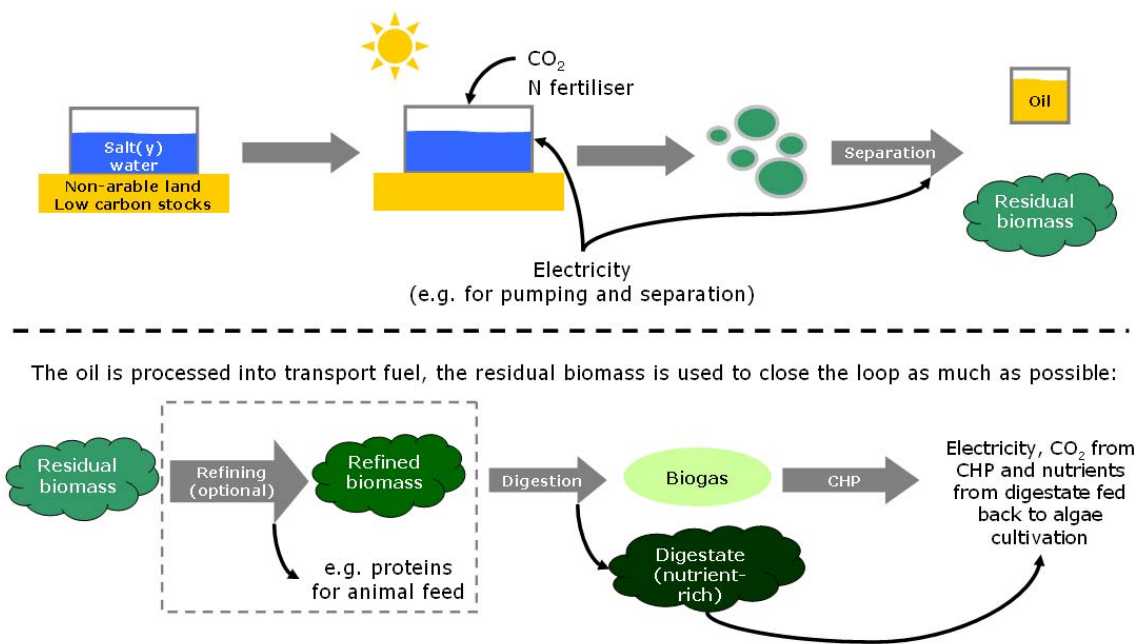 CO₂
N fertiliser
Salt(y)
water
Non-arable land
Low carbon stocks
Separation
Oil
Residual
biomass
Electricity
(e.g. for pumping and separation)
The oil is processed into transport fuel, the residual biomass is used to close the loop as much as possible:
Residual
biomass
Refining
(optional)
Refined
biomass
e.g. proteins
for animal feed
Digestion
Biogas
Digestate
(nutrient-
rich)
CHP
Electricity, CO₂ from
CHP and nutrients
from digestate fed
back to algae
cultivation